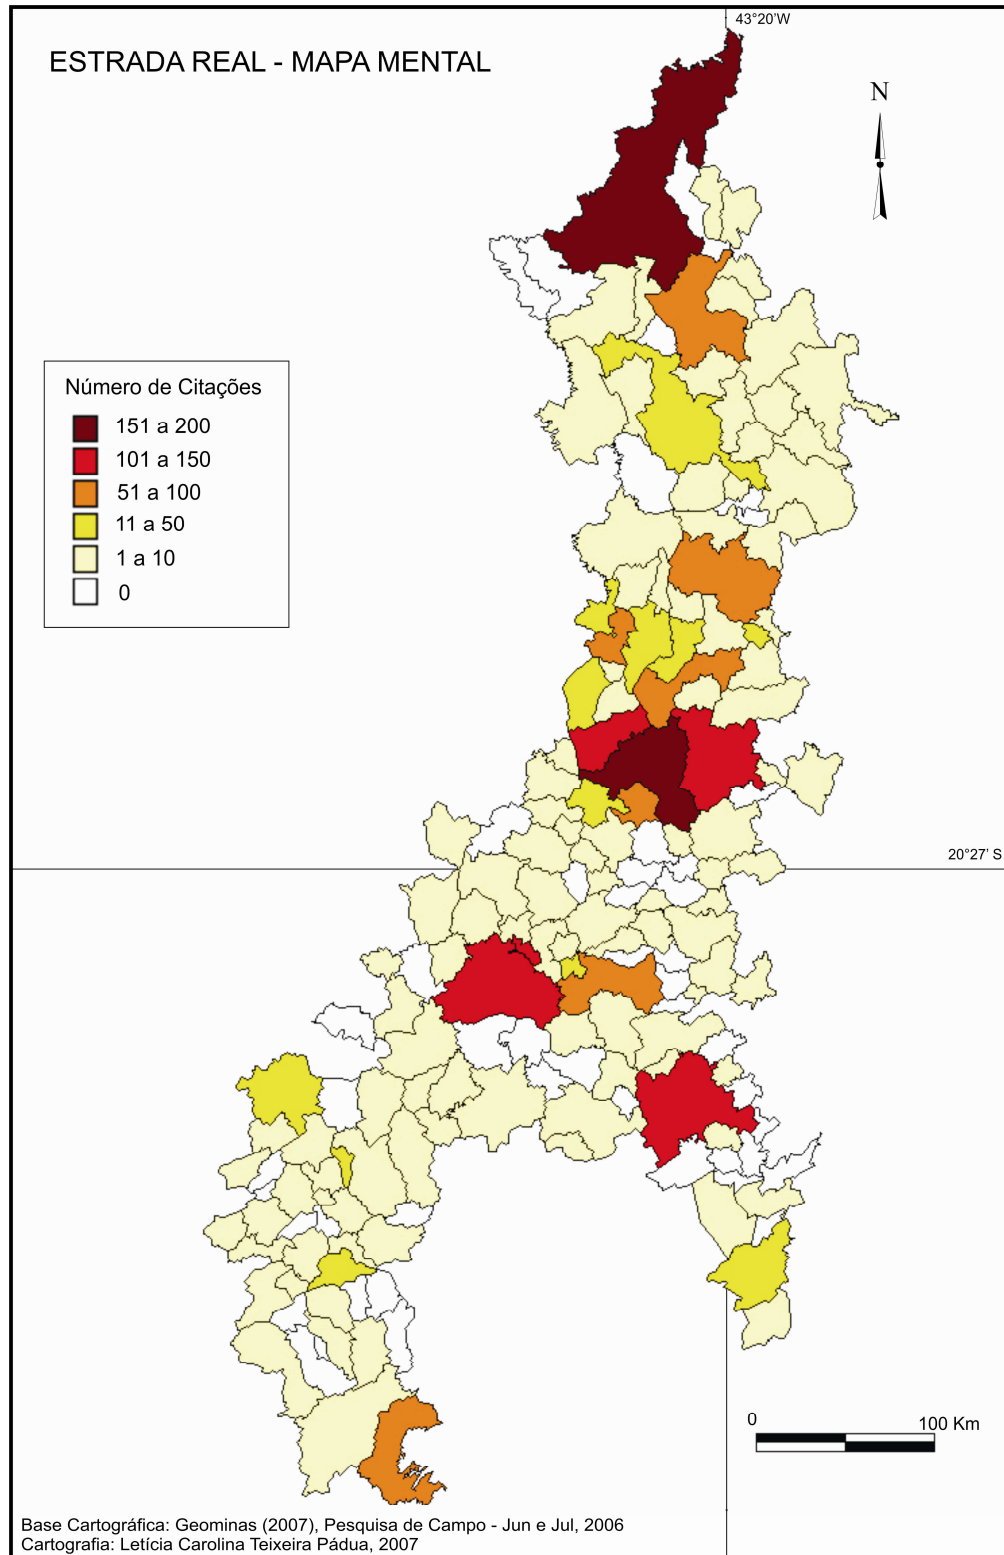 43°20'W
ESTRADA REAL - MAPA MENTAL
N
Número de Citações
151 a 200
101 a 150
51 a 100
11 a 50
1 a 10
0
20°27' S
0 100 Km
Base Cartográfica: Geominas (2007), Pesquisa de Campo - Jun e Jul, 2006
Cartografia: Letícia Carolina Teixeira Pádua, 2007